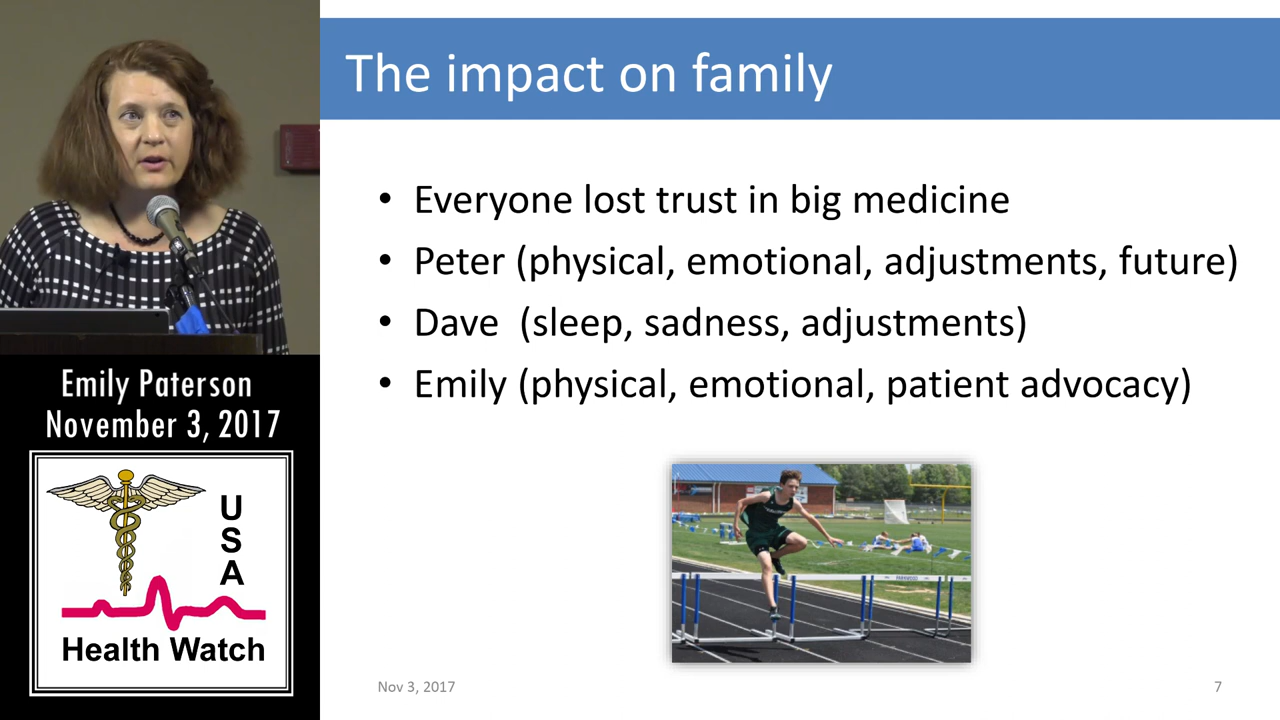 The impact on family
• Everyone lost trust in big medicine
• Peter (physical, emotional, adjustments, future)
• Dave (sleep, sadness, adjustments)
• Emily (physical, emotional, patient advocacy)
Emily Paterson
November 3, 2017
U
S
A
Health Watch
Nov 3, 2017
7